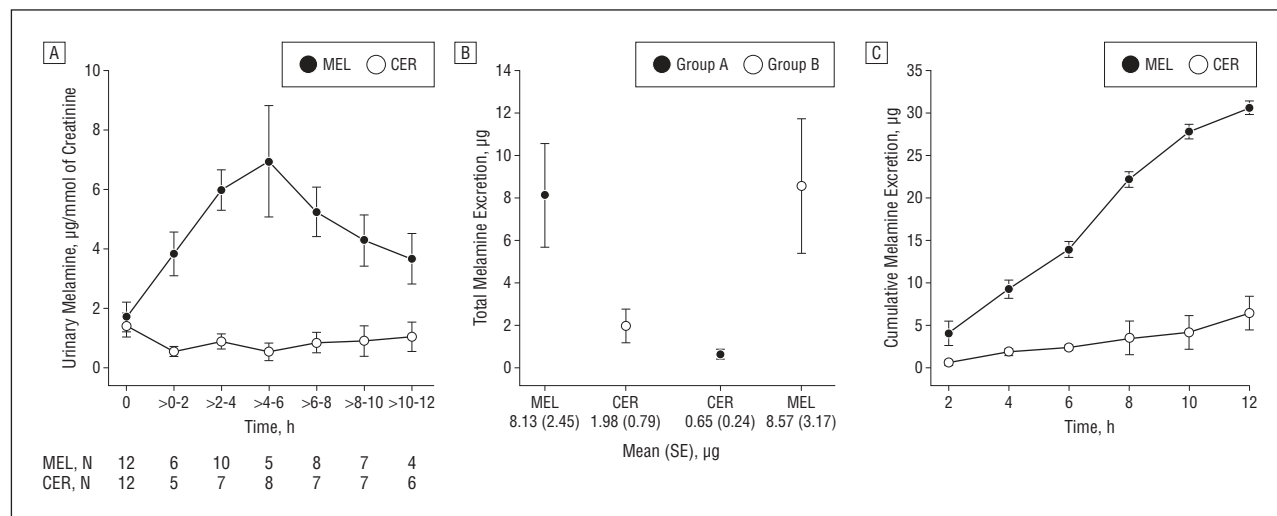 A
MEL CER
10
8
6
4
2
0
Urinary Melamine, µg/mmol of Creatinine
0 >0-2 >2-4 >4-6 >6-8 >8-10 >10-12
Time, h
MEL, N 12 6 10 5 8 7 4
CER, N 12 5 7 8 7 7 6
B
Group A Group B
14
12
10
8
6
4
2
0
Total Melamine Excretion, µg
MEL CER CER MEL
8.13 (2.45) 1.98 (0.79) 0.65 (0.24) 8.57 (3.17)
Mean (SE), µg
C
MEL CER
35
30
25
20
15
10
5
0
Cumulative Melamine Excretion, µg
2 4 6 8 10 12
Time, h